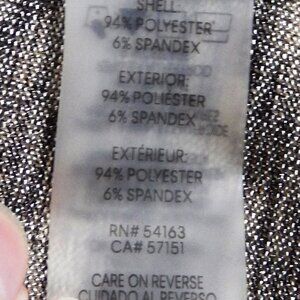 SHELL:
94% POLYESTER
6% SPANDEX
EXTERIOR:
94% POLIÉSTER
6% SPANDEX
EXTÉRIEUR:
94% POLYESTER
6% SPANDEX
RN# 54163
CA# 57151
CARE ON REVERSE
CUIDADO AL REVERSO